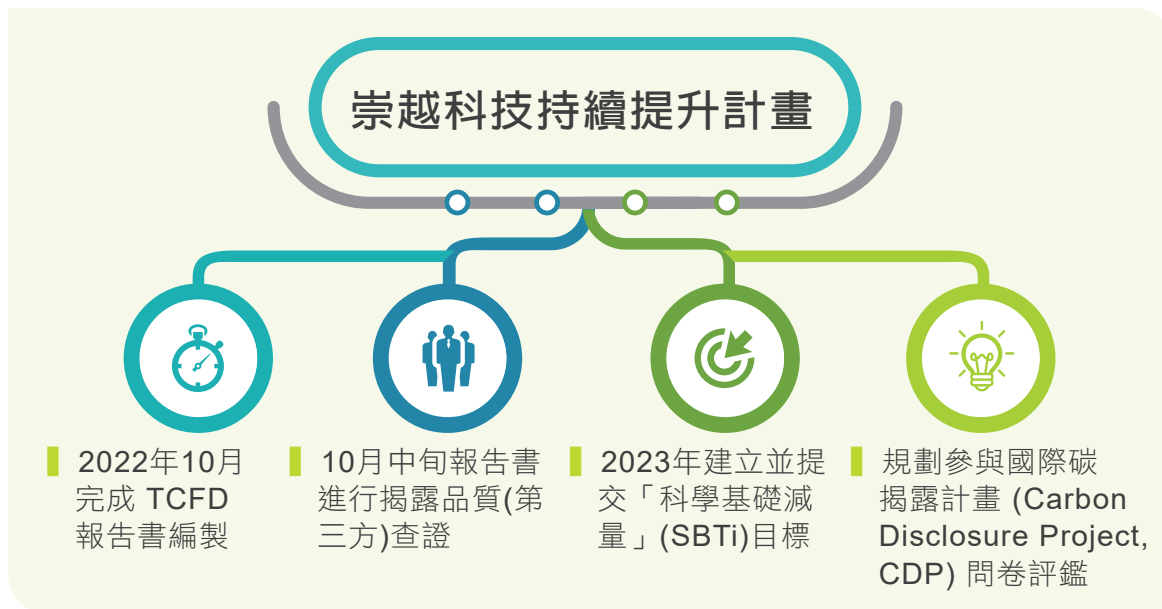 崇越科技持續提升計畫
2022年10月
完成 TCFD
報告書編製
10月中旬報告書
進行揭露品質(第
三方)查證
2023年建立並提
交「科學基礎減
量」(SBTi)目標
規劃參與國際碳
揭露計畫 (Carbon
Disclosure Project,
CDP) 問卷評鑑